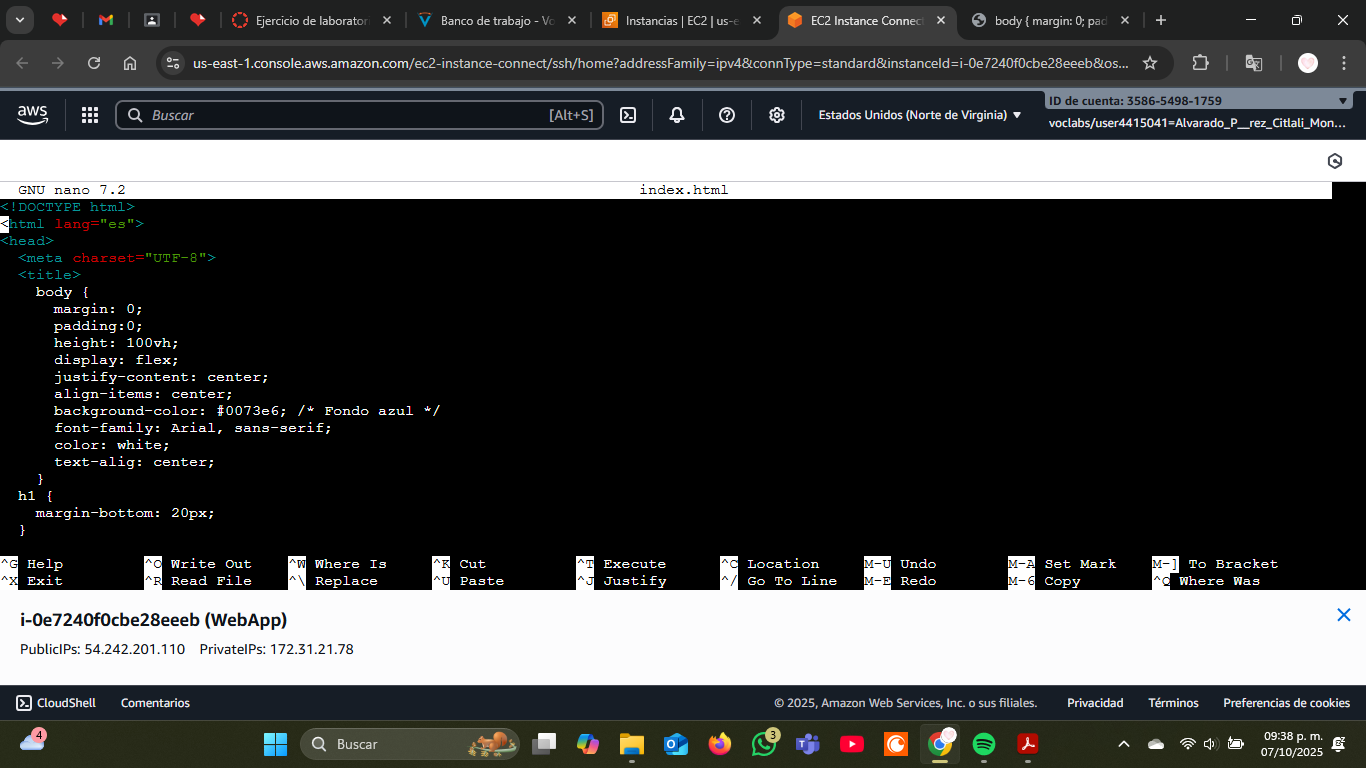 Ejercicio de laboratori
Banco de trabajo - Vo
Instancias | EC2 | us-e
EC2 Instance Connect
body { margin: 0; pad
us-east-1.console.aws.amazon.com/ec2-instance-connect/ssh/home?addressFamily=ipv4&connType=standard&instanceId=i-0e7240f0cbe28eeeb&os...
aws
Buscar
[Alt+S]
Estados Unidos (Norte de Virginia)
ID de cuenta: 3586-5498-1759
voclabs/user4415041=Alvarado_P__rez_Citlali_Mon...
GNU nano 7.2 index.html
<!DOCTYPE html>
<html lang="es">
<head>
<meta charset="UTF-8">
<title>
body {
margin: 0;
padding:0;
height: 100vh;
display: flex;
justify-content: center;
align-items: center;
background-color: #0073e6; /* Fondo azul */
font-family: Arial, sans-serif;
color: white;
text-alig: center;
}
h1 {
margin-bottom: 20px;
}
^G Help ^O Write Out ^W Where Is ^K Cut ^T Execute ^C Location M-U Undo M-A Set Mark M-] To Bracket
^X Exit ^R Read File ^\ Replace ^U Paste ^J Justify ^/ Go To Line M-E Redo M-6 Copy ^Q Where Was
i-0e7240f0cbe28eeeb (WebApp)
PublicIPs: 54.242.201.110 PrivateIPs: 172.31.21.78
CloudShell Comentarios © 2025, Amazon Web Services, Inc. o sus filiales. Privacidad Términos Preferencias de cookies
4
Buscar
3
09:38 p. m.
07/10/2025